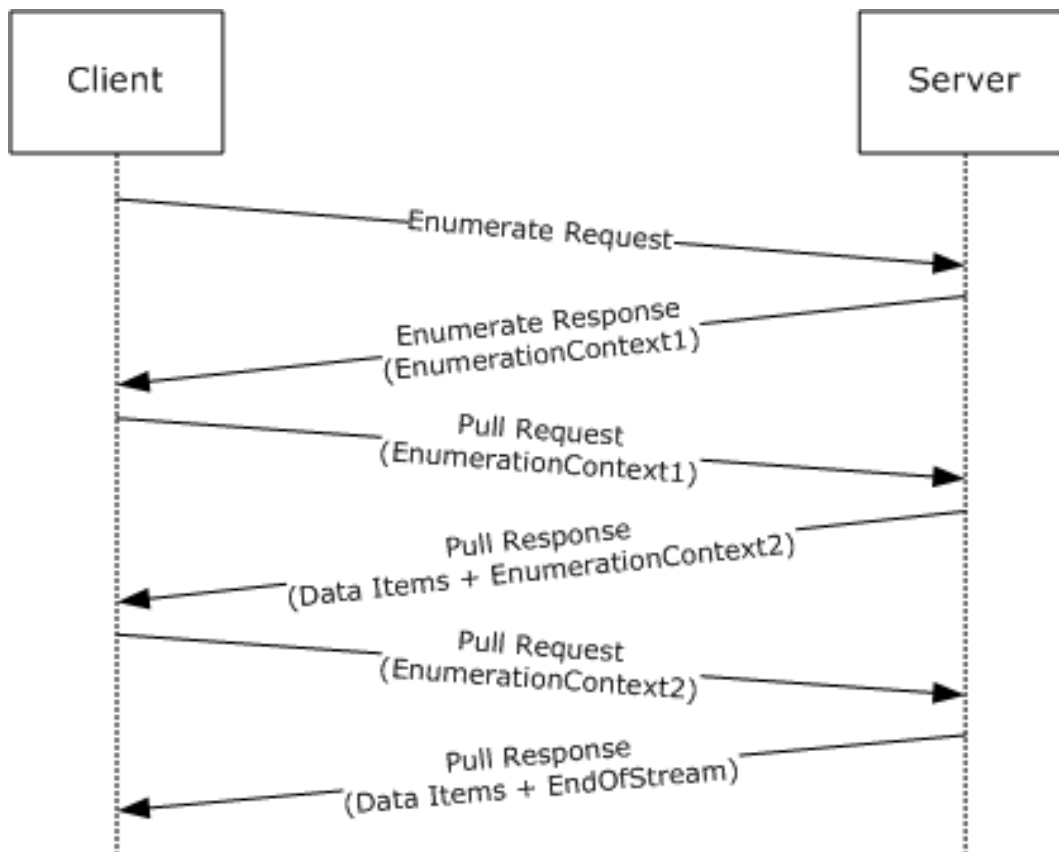 Client
Server
Enumerate Request
Enumerate Response
(EnumerationContext1)
Pull Request
(EnumerationContext1)
Pull Response
(Data Items + EnumerationContext2)
Pull Request
(EnumerationContext2)
Pull Response
(Data Items + EndOfStream)